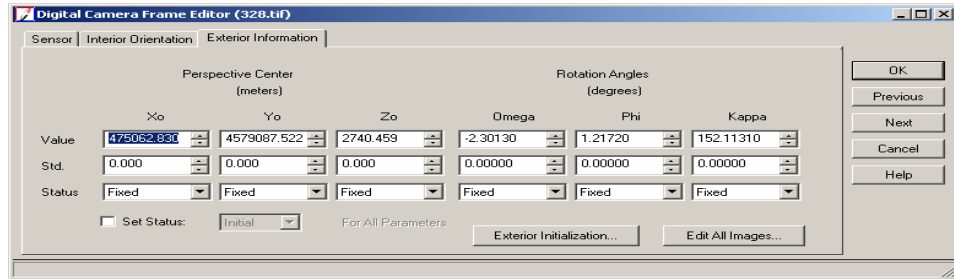 Digital Camera Frame Editor (328.tif)
Sensor Interior Orientation Exterior Information
Perspective Center Rotation Angles
(meters) (degrees)
Xo Yo Zo Omega Phi Kappa
Value 475062.830 4579087.522 2740.459 -2.30130 1.21720 152.11310
Std. 0.000 0.000 0.000 0.00000 0.00000 0.00000
Status Fixed Fixed Fixed Fixed Fixed Fixed
Set Status: Initial For All Parameters
Exterior Initialization... Edit All Images...
OK
Previous
Next
Cancel
Help